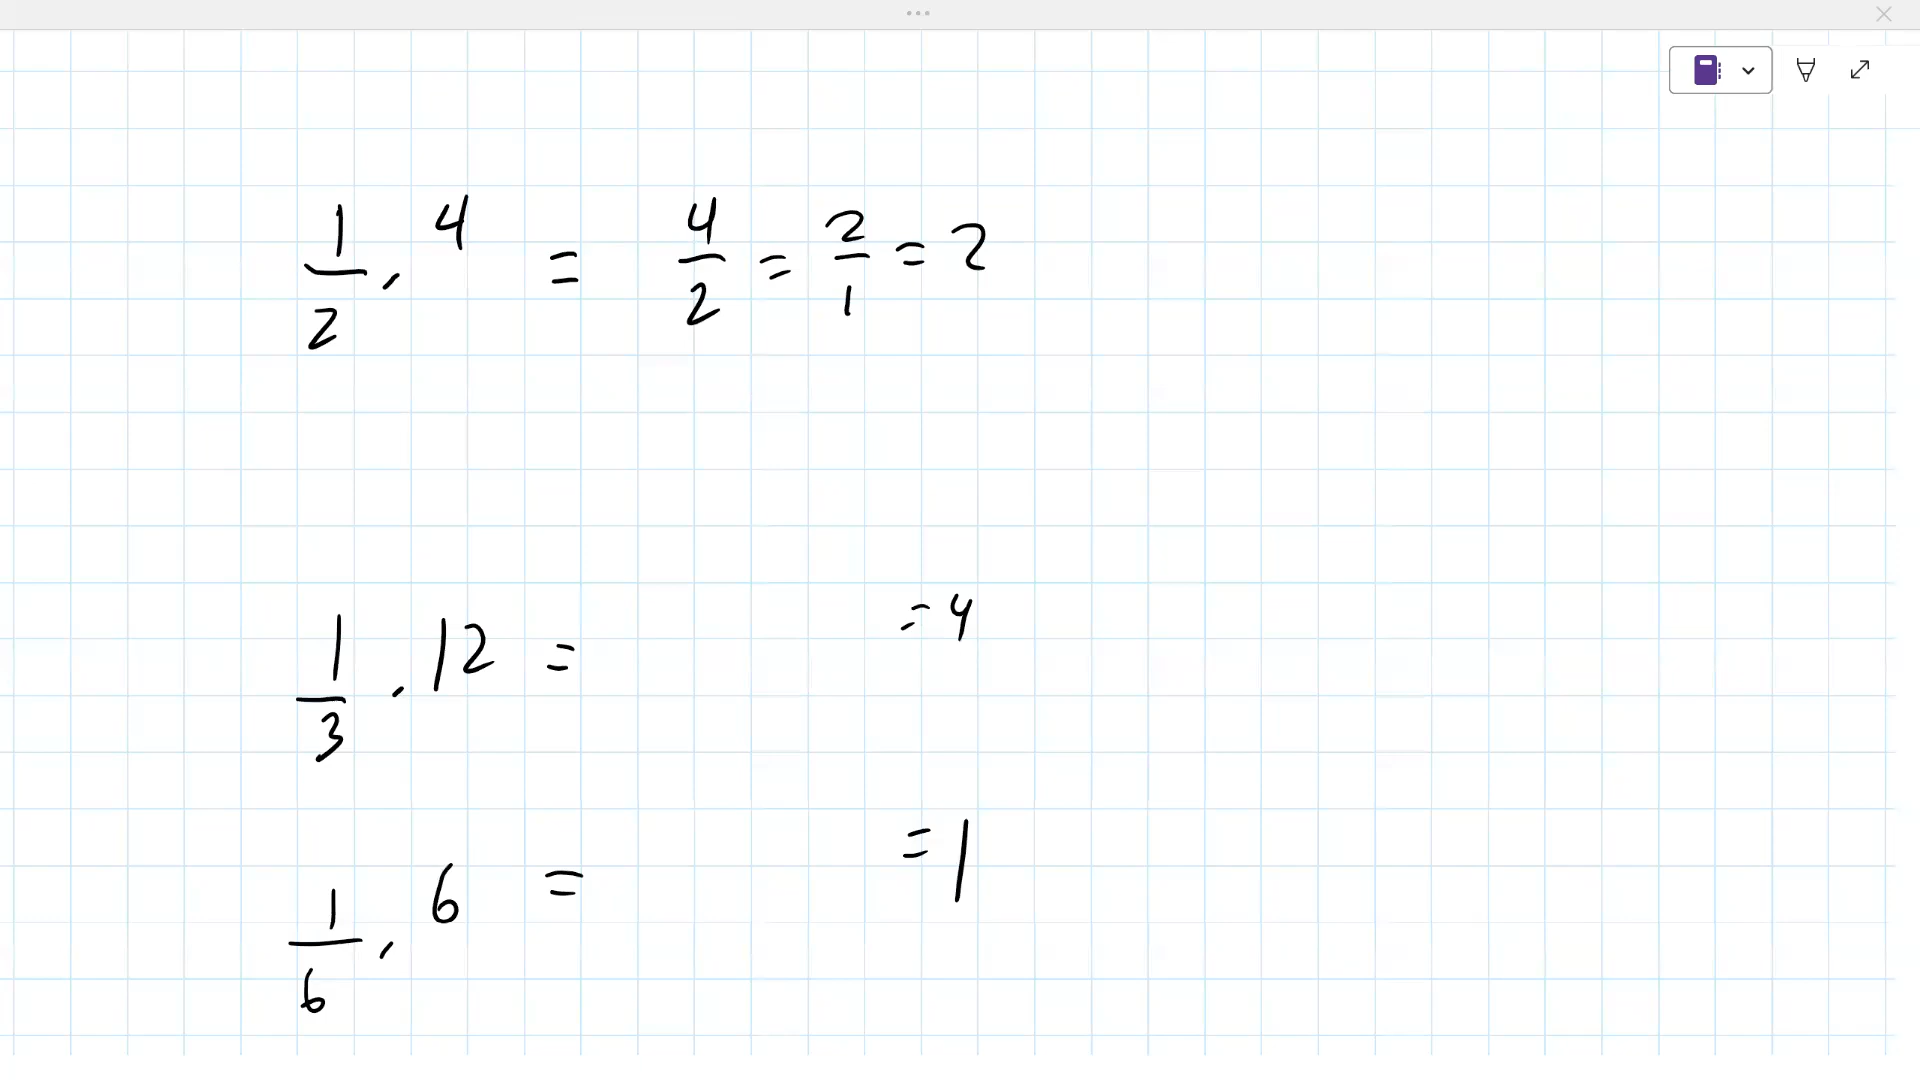 1/2 · 4 = 4/2 = 2/1 = 2
1/3 · 12 = = 4
1/6 · 6 = = 1